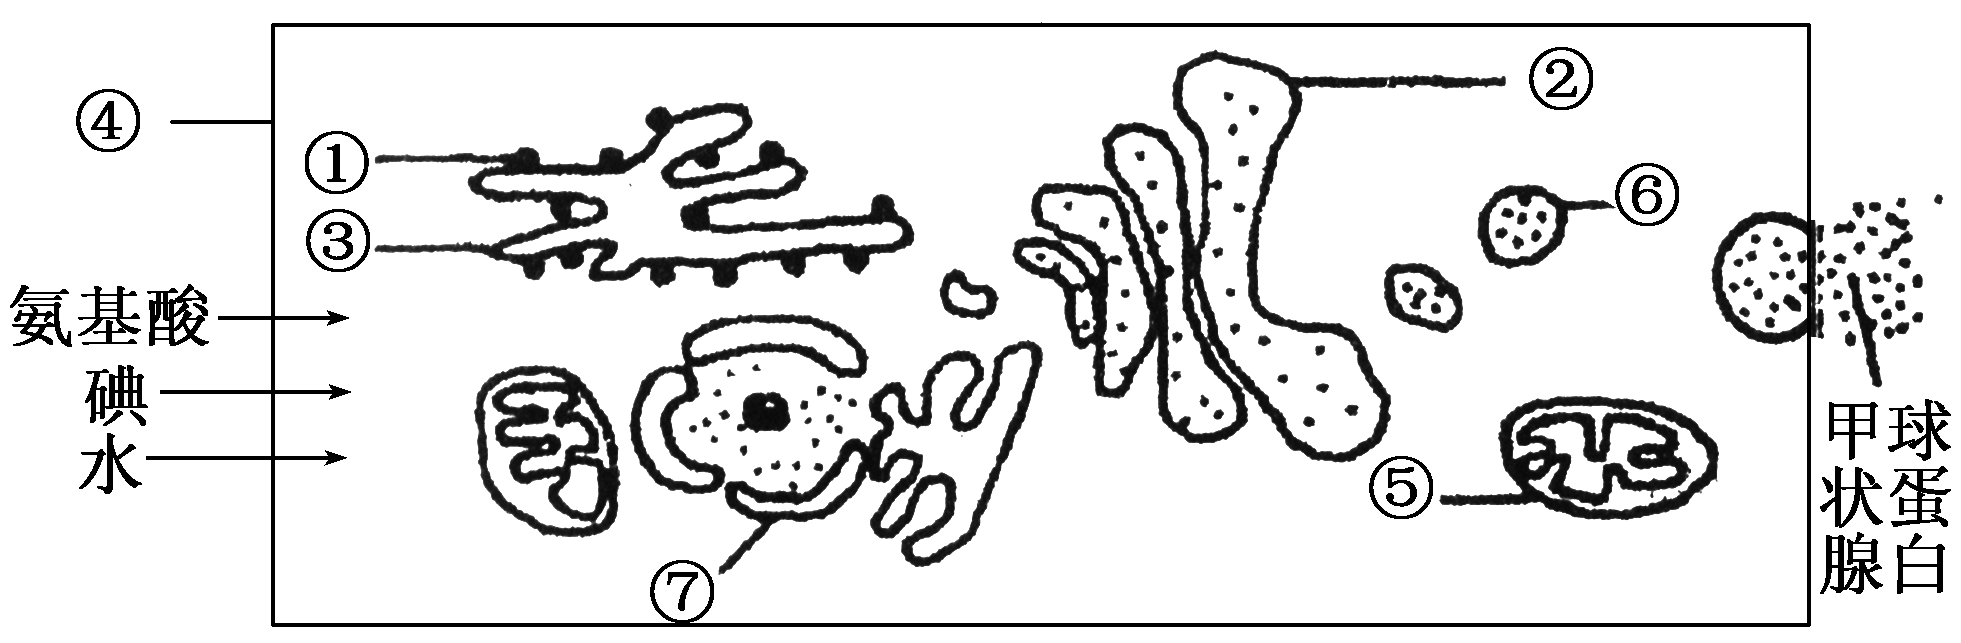 ②
④
①
⑥
③
氨基酸
碘
水
甲球
状蛋
腺白
⑤
⑦